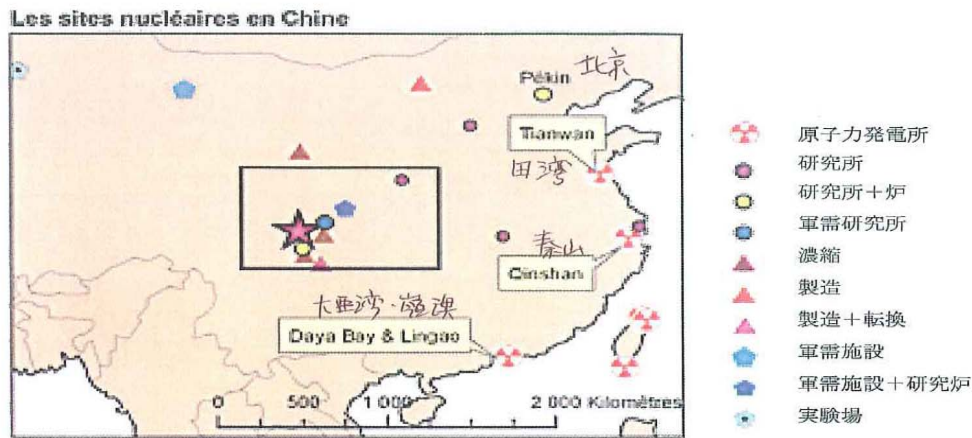 Les sites nucléaires en Chine
北京
Pékin
Tianwan
田湾
秦山
Qinshan
大亜湾・嶺澳
Daya Bay & Lingao
0 500 1 000 2 000 Kilomètres
原子力発電所
研究所
研究所＋炉
軍需研究所
濃縮
製造
製造＋転換
軍需施設
軍需施設＋研究炉
実験場